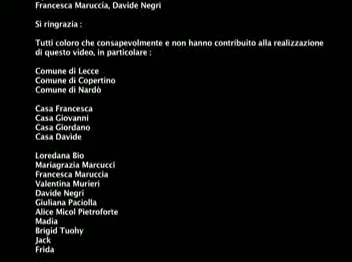 Francesca Maruccia, Davide Negri
Si ringrazia :
Tutti coloro che consapevolmente e non hanno contribuito alla realizzazione
di questo video, in particolare :
Comune di Lecce
Comune di Copertino
Comune di Nardò
Casa Francesca
Casa Giovanni
Casa Giordano
Casa Davide
Loredana Bio
Mariagrazia Marcucci
Francesca Maruccia
Valentina Murieri
Davide Negri
Giuliana Paciolla
Alice Micol Pietroforte
Madia
Brigid Tuohy
Jack
Frida